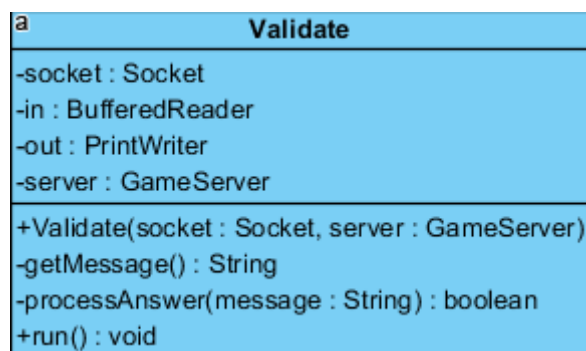 a
Validate
-socket : Socket
-in : BufferedReader
-out : PrintWriter
-server : GameServer
+Validate(socket : Socket, server : GameServer)
-getMessage() : String
-processAnswer(message : String) : boolean
+run() : void